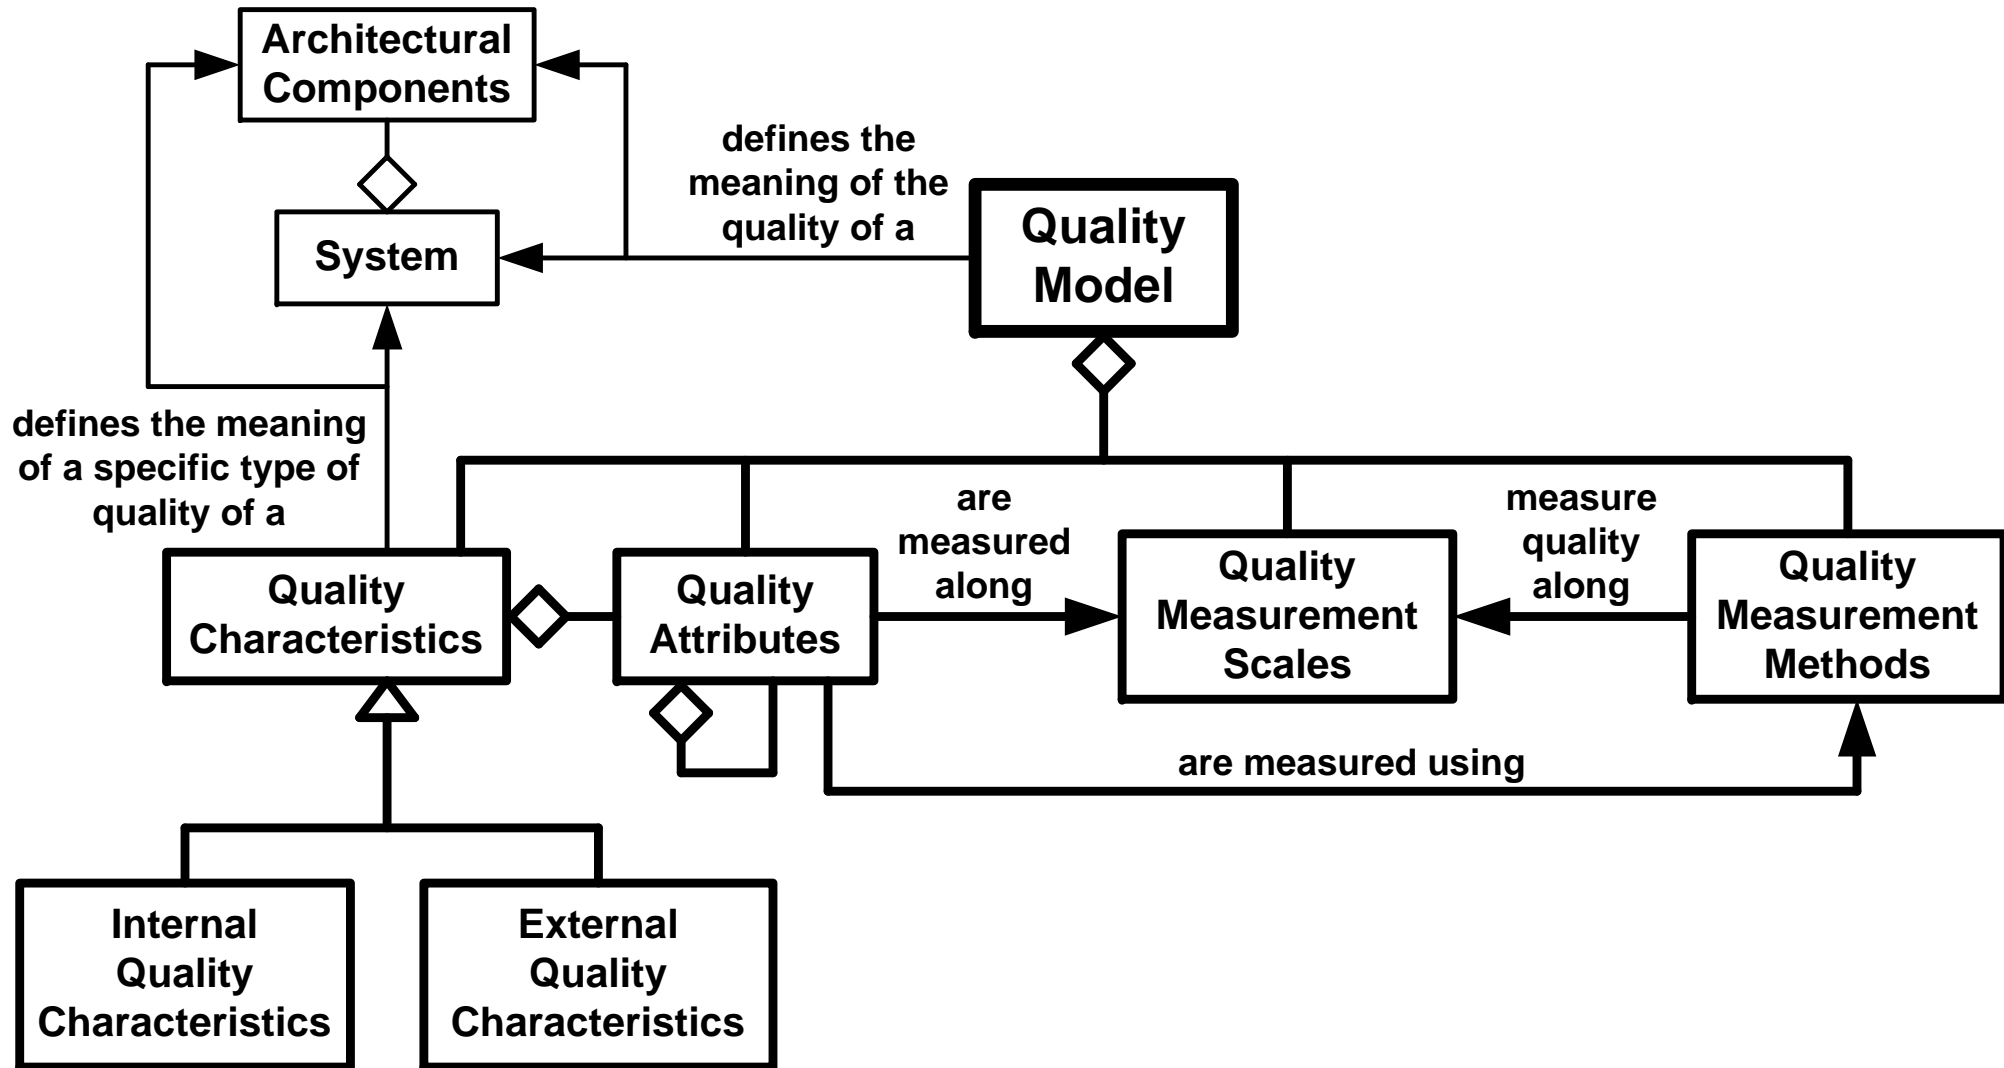 Architectural
Components
defines the
meaning of the
quality of a
Quality
Model
System
defines the meaning
of a specific type of
quality of a
are
measured
along
measure
quality
along
Quality
Characteristics
Quality
Attributes
Quality
Measurement
Scales
Quality
Measurement
Methods
are measured using
Internal
Quality
Characteristics
External
Quality
Characteristics